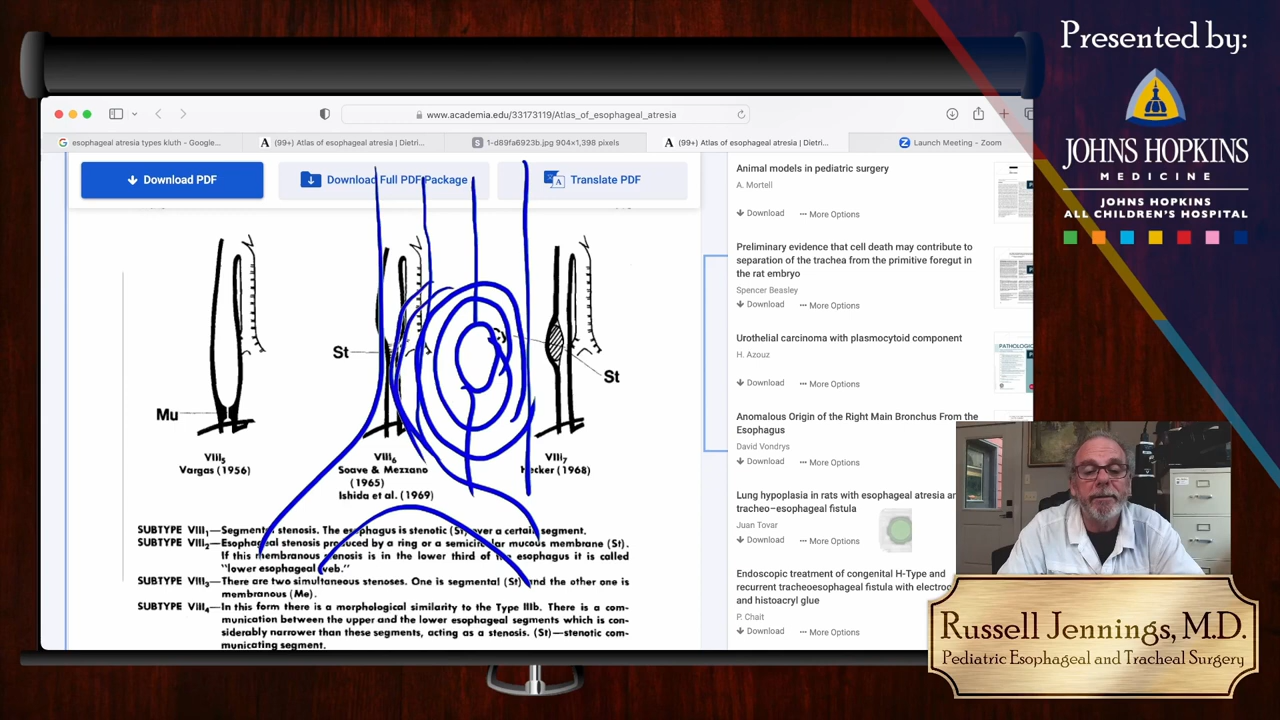 Presented by:
JOHNS HOPKINS
MEDICINE
JOHNS HOPKINS
ALL CHILDREN'S HOSPITAL
www.academia.edu/33173119/Atlas_of_esophageal_atresia
esophageal atresia types kluth - Google...
(99+) Atlas of esophageal atresia | Dietri...
1-d89fa6923b.jpg 904×1,398 pixels
(99+) Atlas of esophageal atresia | Dietri...
Launch Meeting - Zoom
Download PDF
Download Full PDF Package
Translate PDF
St
St
Mu
VIII5
Vargas (1956)
VIII6
Soave & Mezzano
(1965)
Ishida et al. (1969)
VIII7
Hecker (1968)
SUBTYPE VIII1—Segmental stenosis. The esophagus is stenotic (St) over a certain segment.
SUBTYPE VIII2—Esophageal stenosis produced by a ring or a semicircular mucous membrane (St).
If this membranous stenosis is in the lower third of the esophagus it is called
"lower esophageal web."
SUBTYPE VIII3—There are two simultaneous stenoses. One is segmental (St) and the other one is
membranous (Me).
SUBTYPE VIII4—In this form there is a morphological similarity to the Type IIIb. There is a com-
munication between the upper and the lower esophageal segments which is con-
siderably narrower than these segments, acting as a stenosis. (St)—stenotic com-
municating segment.
Animal models in pediatric surgery
A. Mortell
Download
••• More Options
Preliminary evidence that cell death may contribute to
separation of the trachea from the primitive foregut in
the rat embryo
Spencer Beasley
Download
••• More Options
Urothelial carcinoma with plasmocytoid component
H. Azouz
Download
••• More Options
PATHOLOGI
Anomalous Origin of the Right Main Bronchus From the
Esophagus
David Vondrys
Download
••• More Options
Lung hypoplasia in rats with esophageal atresia an
tracheo–esophageal fistula
Juan Tovar
Download
••• More Options
Endoscopic treatment of congenital H-Type and
recurrent tracheoesophageal fistula with electroc
and histoacryl glue
P. Chait
Download
••• More Options
Russell Jennings, M.D.
Pediatric Esophageal and Tracheal Surgery